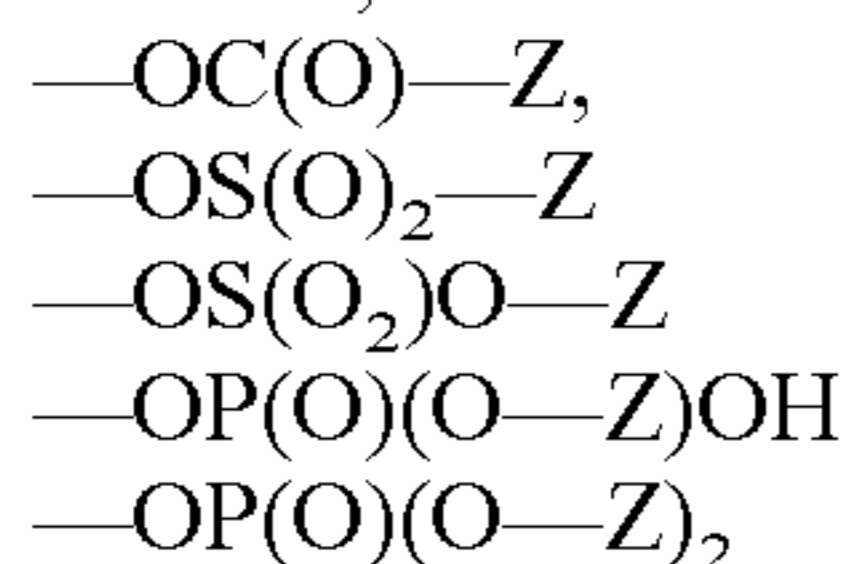 —OC(O)—Z,
—OS(O)₂—Z
—OS(O₂)O—Z
—OP(O)(O—Z)OH
—OP(O)(O—Z)₂